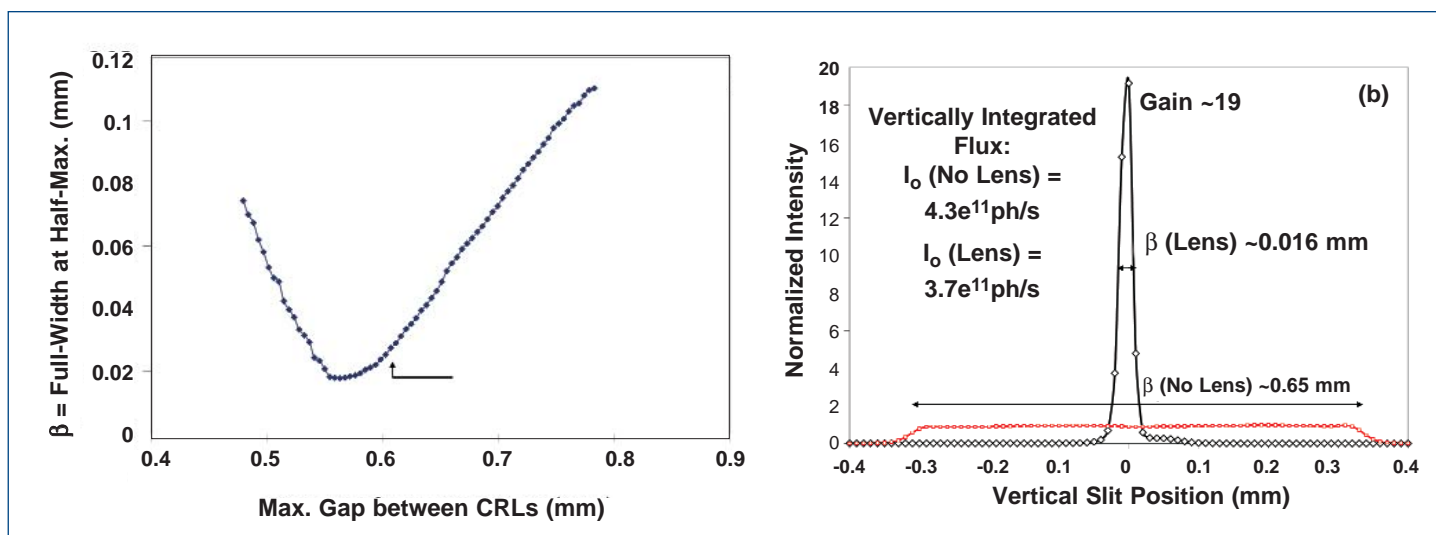 β = Full-Width at Half-Max. (mm)
0.12
0.1
0.08
0.06
0.04
0.02
0
0.4 0.5 0.6 0.7 0.8 0.9
Max. Gap between CRLs (mm)
(b)
Normalized Intensity
20
18
16
14
12
10
8
6
4
2
0
Gain ~19
Vertically Integrated
Flux:
Io (No Lens) =
4.3e11ph/s
Io (Lens) =
3.7e11ph/s
β (Lens) ~0.016 mm
β (No Lens) ~0.65 mm
-0.4 -0.3 -0.2 0.1 0 0.1 0.2 0.3 0.4
Vertical Slit Position (mm)